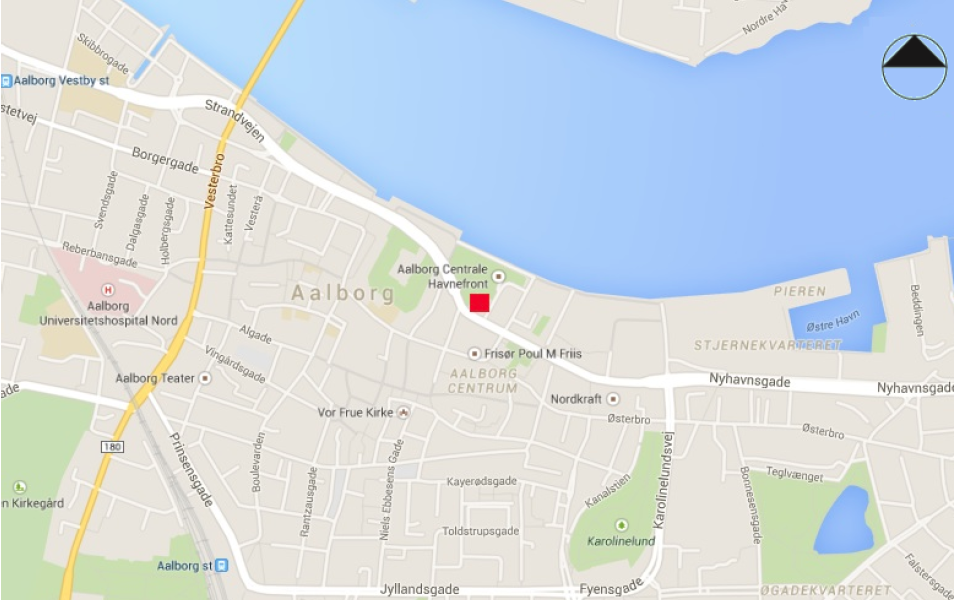 Nordre Ha
Skibbrogade
Aalborg Vestby st
Strandvejen
stetvej
Borgergade
Vesterbro
Svendsgade
Dalgasgade
Holbergsgade
Kattesundet
Vesterå
Reberbansgade
H
Aalborg
Universitetshospital Nord
Aalborg
Aalborg Centrale
Havnefront
PIEREN
Beddingen
Østre Havn
STJERNEKVARTERET
Algade
Vingårdsgade
Aalborg Teater
Frisør Poul M Friis
AALBORG
CENTRUM
Nyhavnsgade
Nyhavnsgade
ade
Vor Frue Kirke
Nordkraft
Østerbro
Østerbro
180
Prinsensgade
Boulevarden
Rantzausgade
Niels Ebbesens Gade
Kayerødsgade
Toldstrupsgade
Kanalstien
Karolinelundsvej
Bonnesensgade
Teglvænget
n Kirkegård
Karolinelund
Aalborg st
Jyllandsgade
Fyensgade
ØGADEKVARTERET
Falstersgade